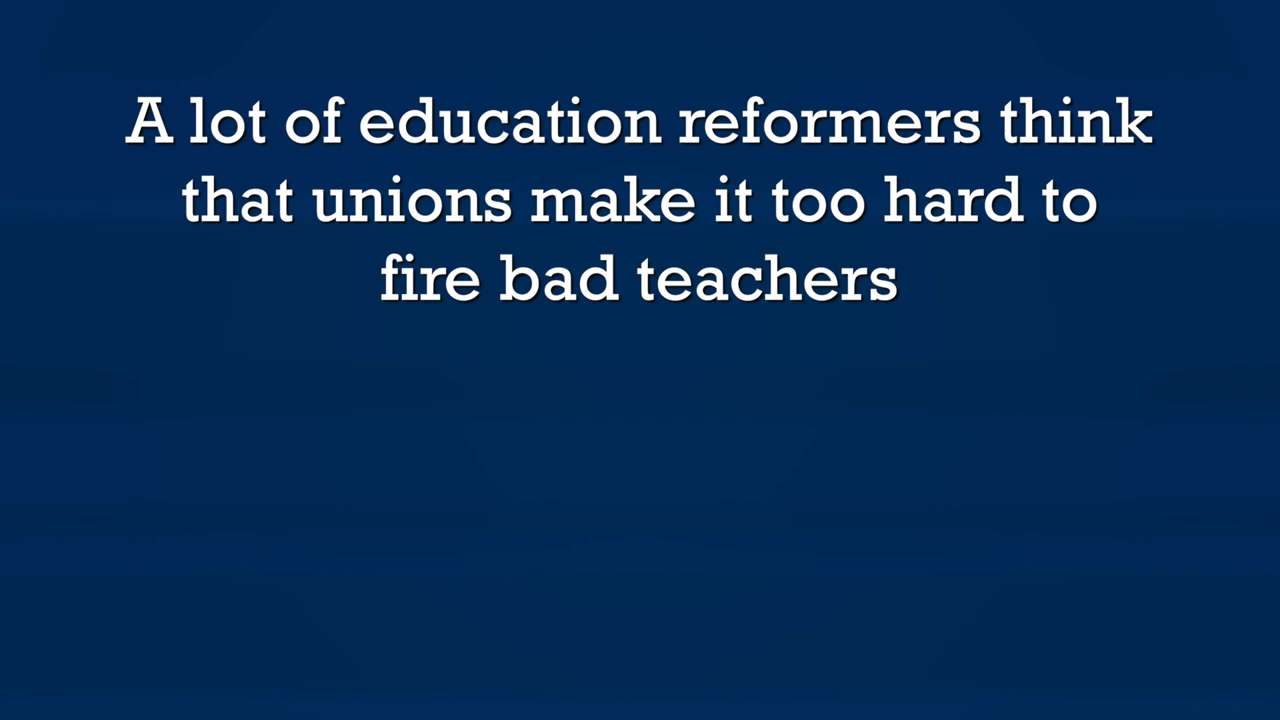 A lot of education reformers think
that unions make it too hard to
fire bad teachers